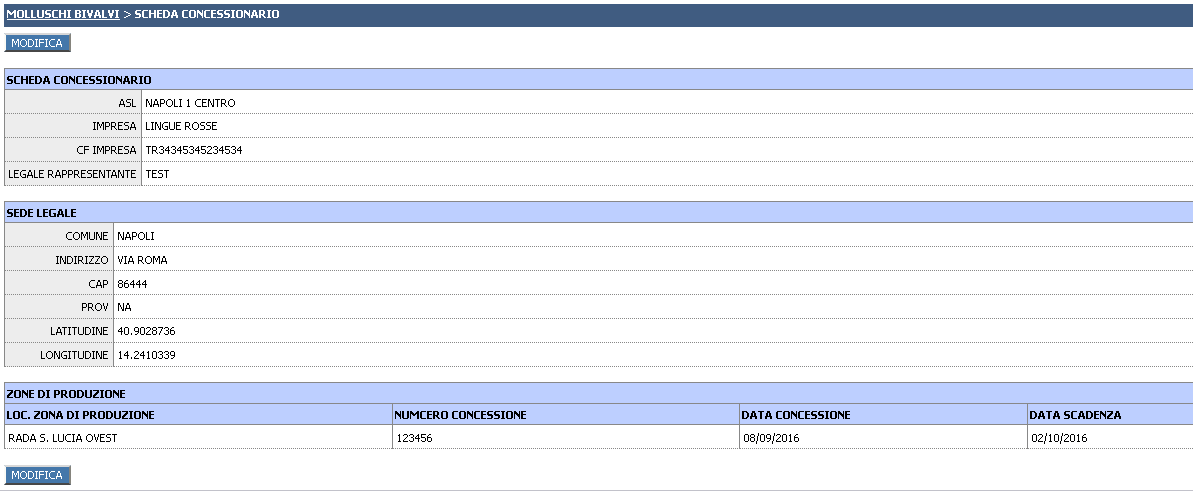 MOLLUSCHI BIVALVI > SCHEDA CONCESSIONARIO
MODIFICA
SCHEDA CONCESSIONARIO
ASL NAPOLI 1 CENTRO
IMPRESA LINGUE ROSSE
CF IMPRESA TR34345345234534
LEGALE RAPPRESENTANTE TEST
SEDE LEGALE
COMUNE NAPOLI
INDIRIZZO VIA ROMA
CAP 86444
PROV NA
LATITUDINE 40.9028736
LONGITUDINE 14.2410339
ZONE DI PRODUZIONE
LOC. ZONA DI PRODUZIONE NUMCERO CONCESSIONE DATA CONCESSIONE DATA SCADENZA
RADA S. LUCIA OVEST 123456 08/09/2016 02/10/2016
MODIFICA